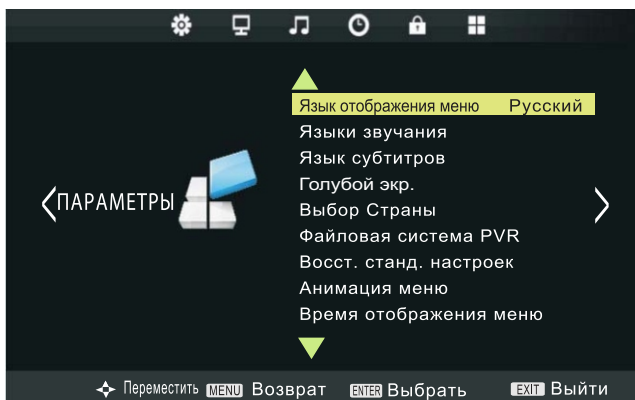 Язык отображения меню Русский
Языки звучания
Язык субтитров
Голубой экр.
ПАРАМЕТРЫ
Выбор Страны
Файловая система PVR
Восст. станд. настроек
Анимация меню
Время отображения меню
Переместить MENU Возврат ENTER Выбрать EXIT Выйти